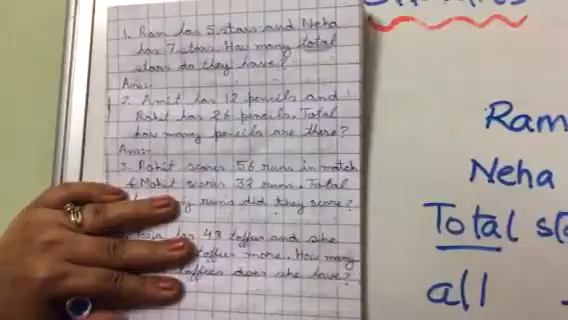 1. Ram has 5 stars and Neha
has 7 stars. How many total
stars do they have?
Ans:-
2. Amit has 12 pencils and
Rohit has 26 pencils. Total
how many pencils are there?
Ans:-
3. Rohit scores 56 runs in match
& Mohit scores 32 runs. Total
runs did they score?
has 43 toffees and she
toffees more. How many
toffees does she have?
Ram
Neha
Total
all